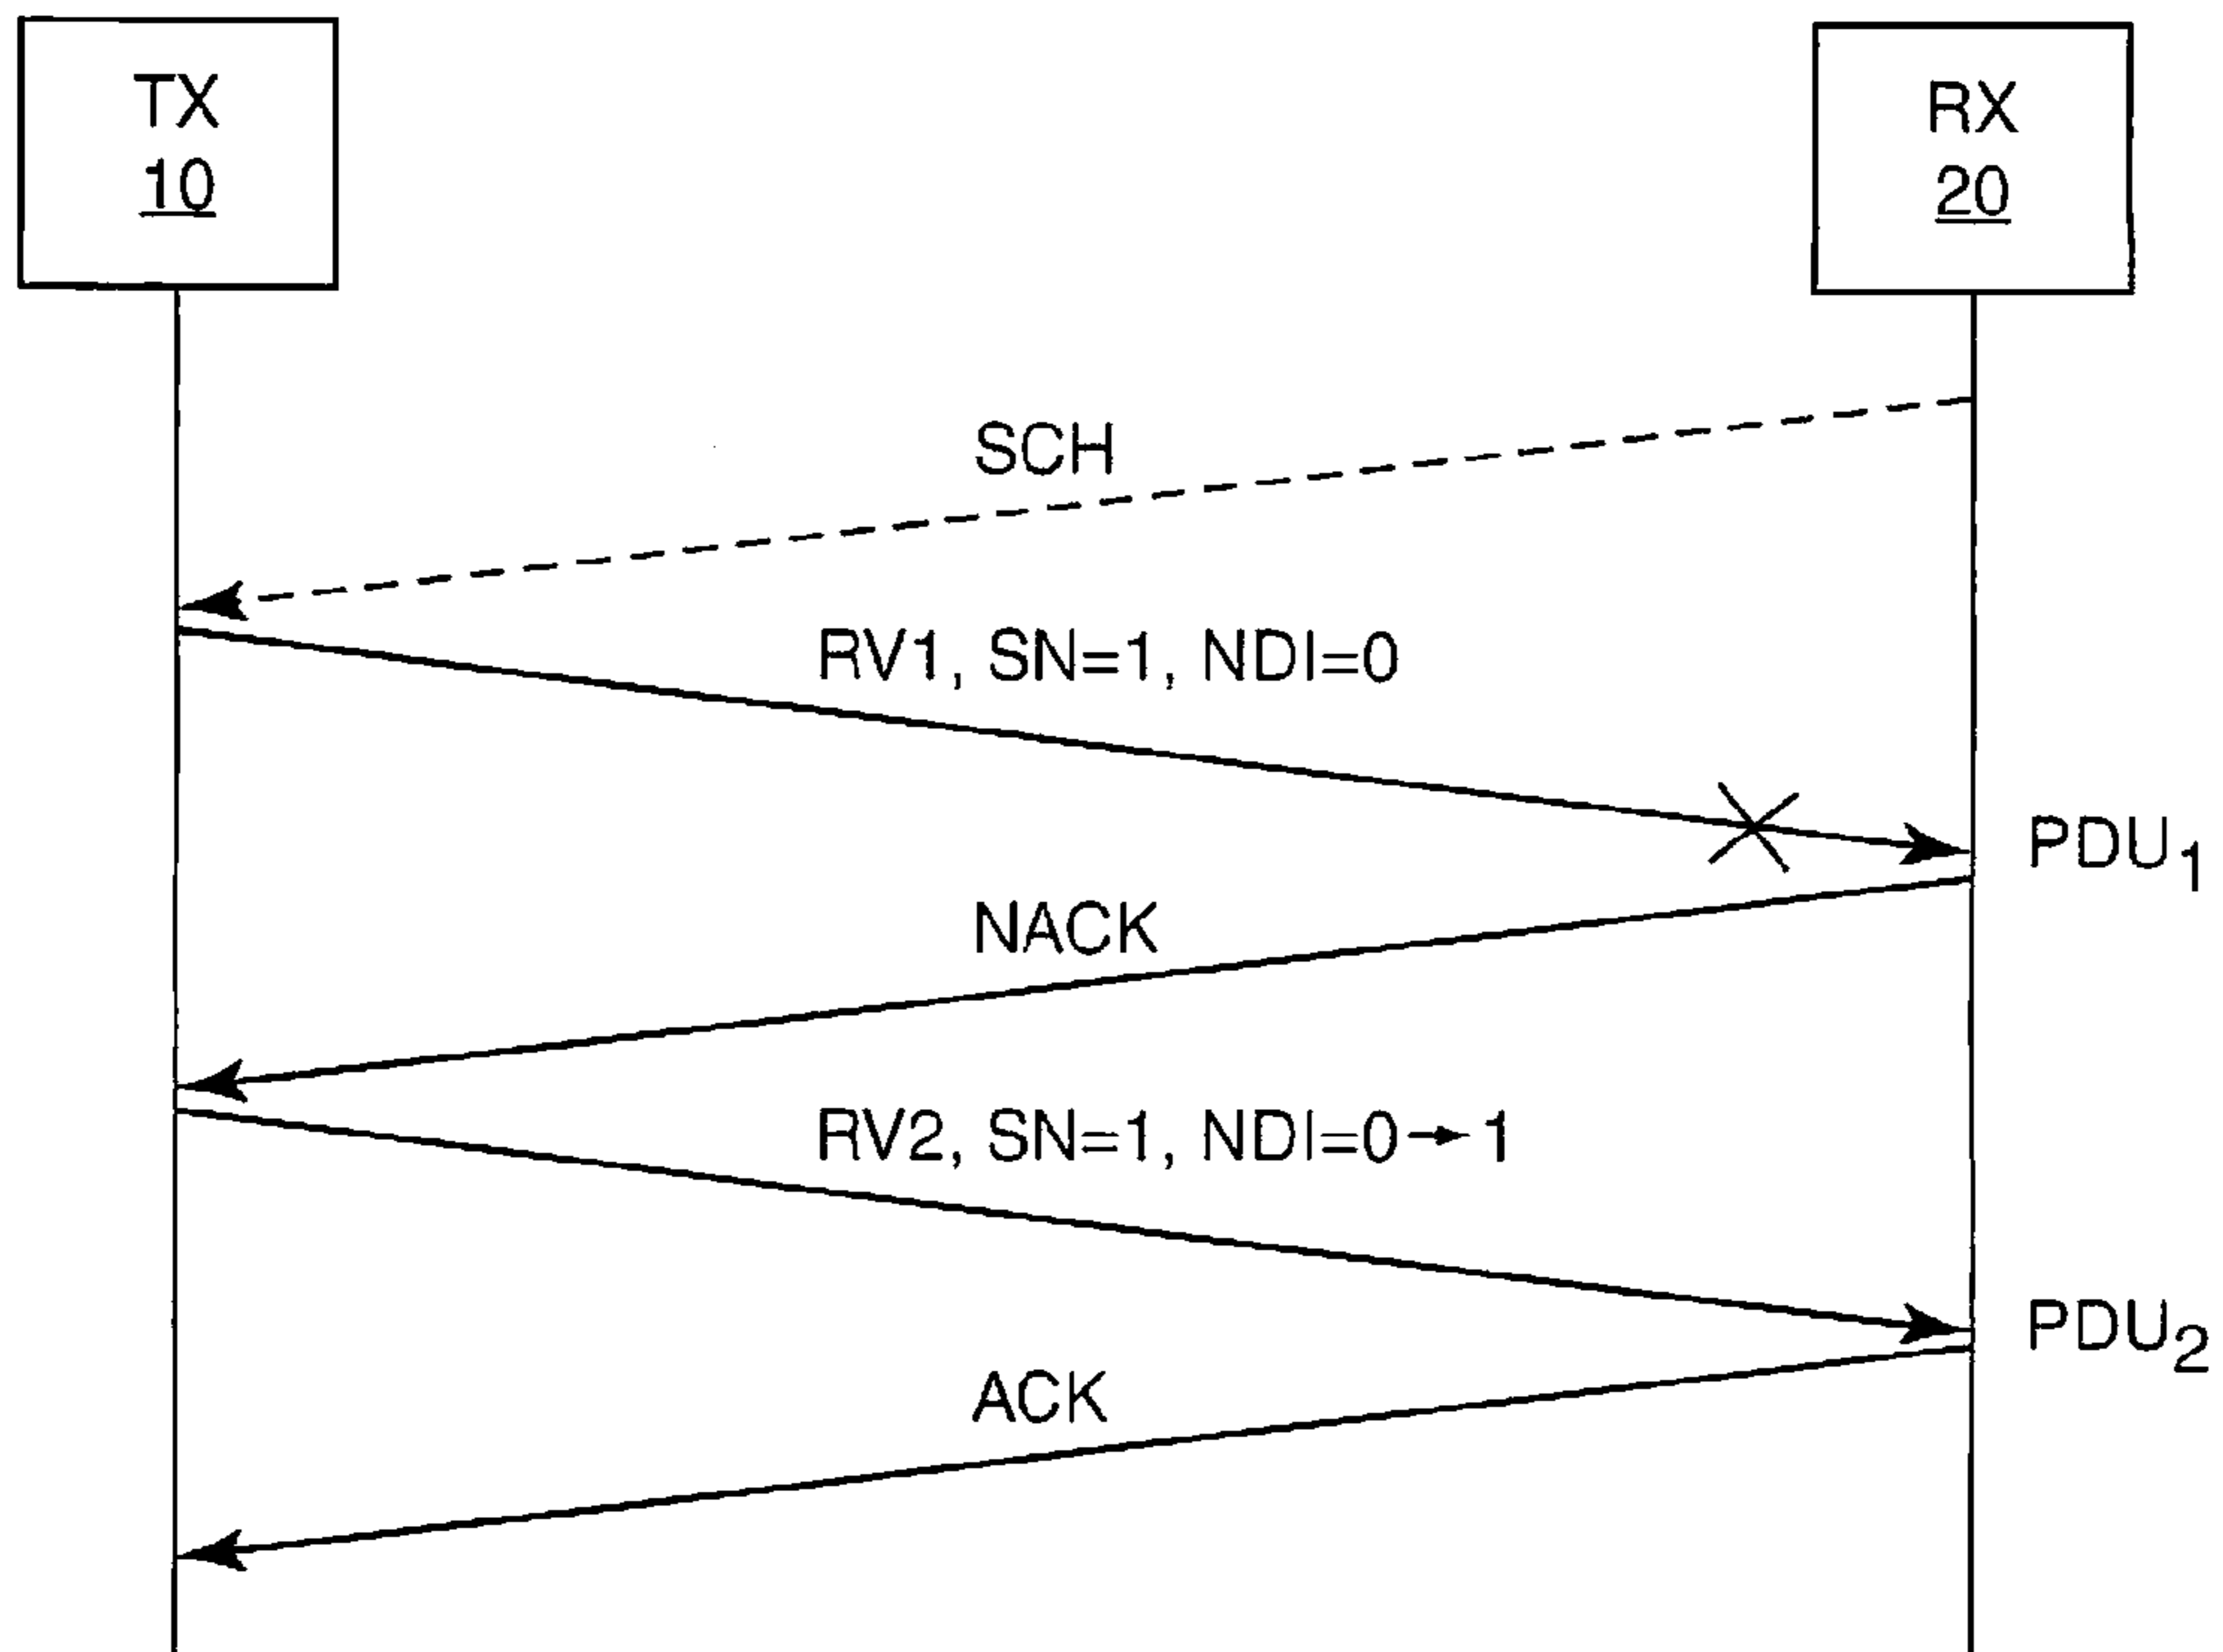 TX
10
RX
20
SCH
RV1, SN=1, NDI=0
PDU1
NACK
RV2, SN=1, NDI=0→1
PDU2
ACK